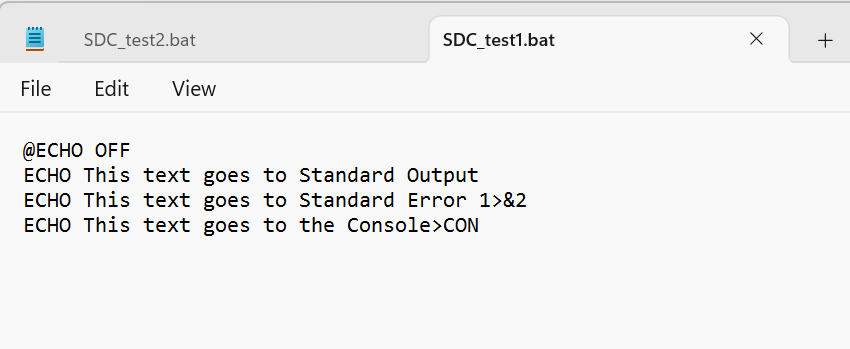 SDC_test2.bat SDC_test1.bat
File Edit View
@ECHO OFF
ECHO This text goes to Standard Output
ECHO This text goes to Standard Error 1>&2
ECHO This text goes to the Console>CON